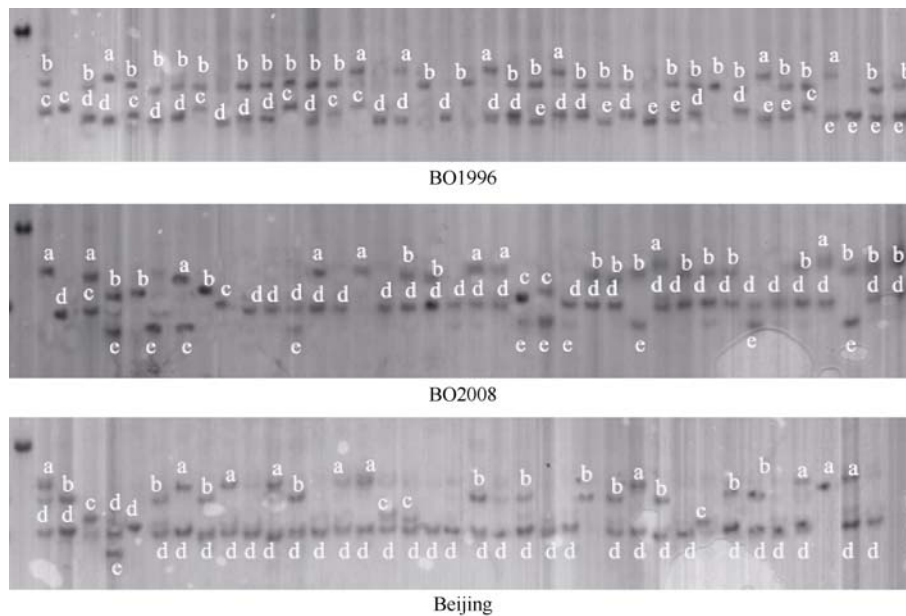 b b a b b b b b b b b b a a b b a b b a b b b b b b b a b b a b b
c c d d c d d c d d d c d c c d d d d d e d d e d e e d d e e c e e e e
BO1996
a a b b a b a a b b a a b b b a b b b b a b b b
d c c d d d d d d d d d d d c c d d d d d d d d d d d d d
e e e e e e e e e e
BO2008
a b b a b a a b a a b b b b a b b b a a a
d d c d d c c c
d d d d d d d d d d d d d d d d d d d d d d d d d d d d d
e
Beijing